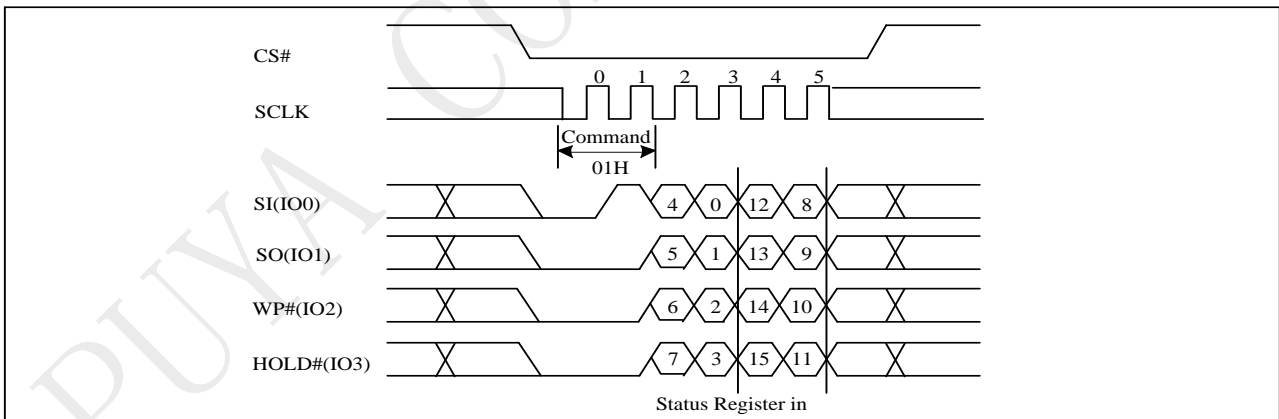 CS#
0 1 2 3 4 5
SCLK
Command
01H
SI(IO0) 4 0 12 8
SO(IO1) 5 1 13 9
WP#(IO2) 6 2 14 10
HOLD#(IO3) 7 3 15 11
Status Register in
PUYA